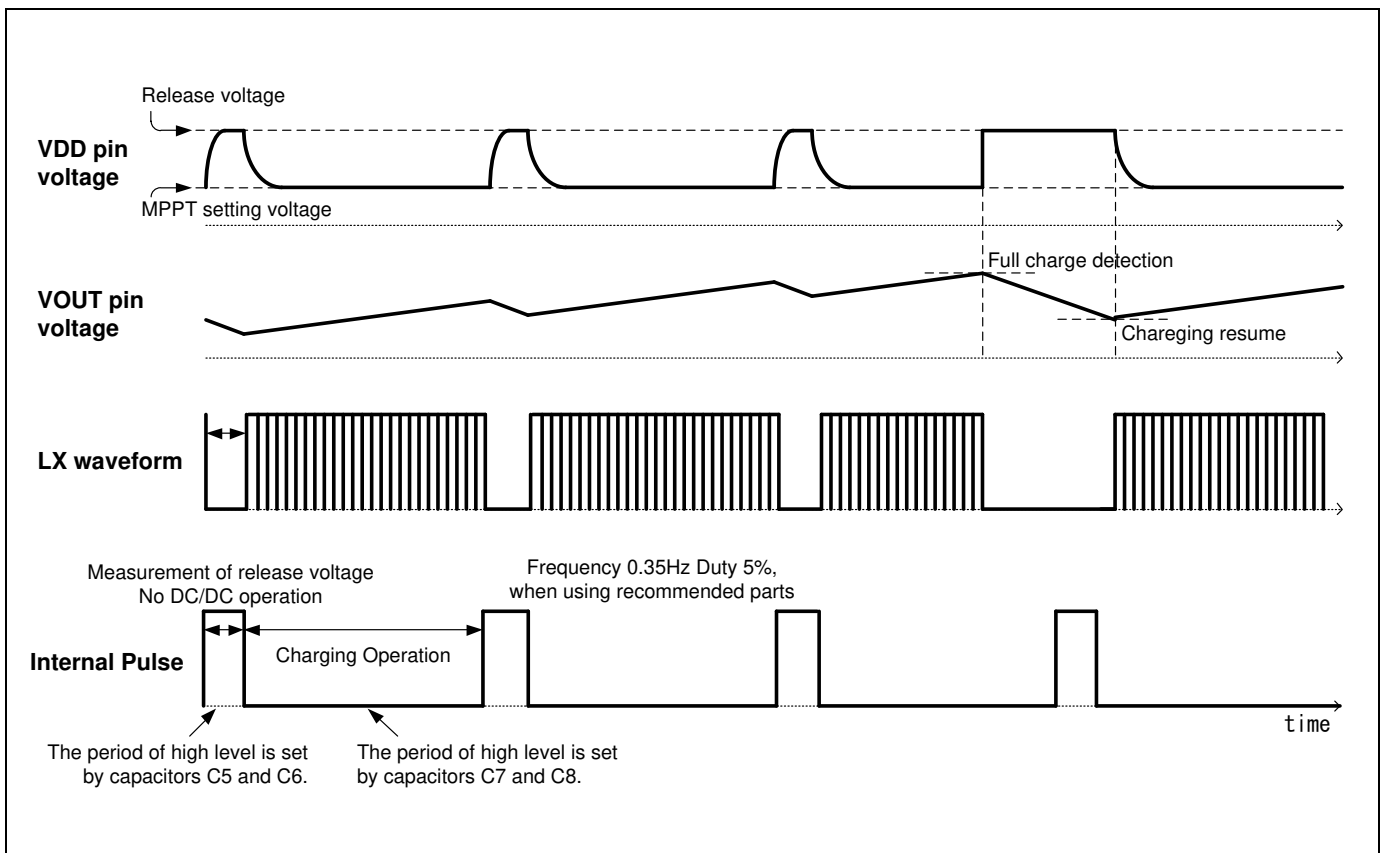 Release voltage
VDD pin
voltage
MPPT setting voltage
Full charge detection
VOUT pin
voltage
Chareging resume
LX waveform
Measurement of release voltage
No DC/DC operation
Frequency 0.35Hz Duty 5%,
when using recommended parts
Charging Operation
Internal Pulse
time
The period of high level is set
by capacitors C5 and C6.
The period of high level is set
by capacitors C7 and C8.